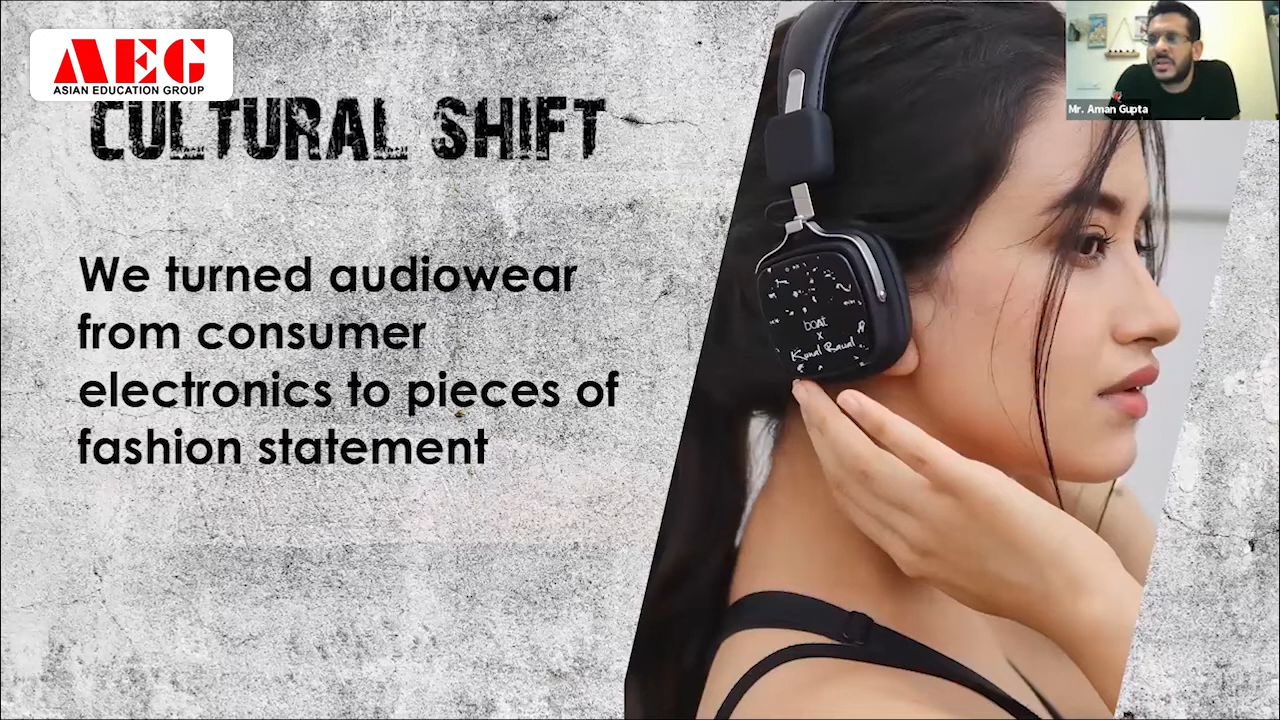 AEG
ASIAN EDUCATION GROUP
CULTURAL SHIFT
We turned audiowear
from consumer
electronics to pieces of
fashion statement
boAt
X
Kunal Rawal
Mr. Aman Gupta